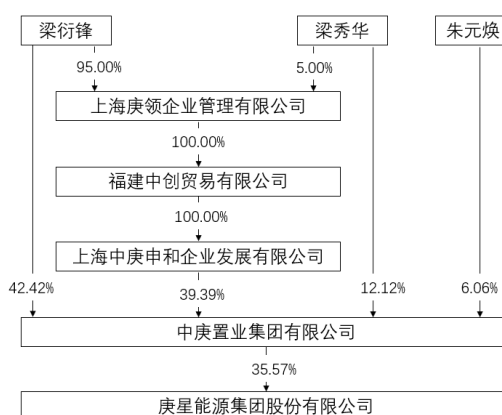 梁衍锋 梁秀华 朱元焕
95.00% 5.00%
上海庚领企业管理有限公司
100.00%
福建中创贸易有限公司
100.00%
上海中庚申和企业发展有限公司
42.42% 39.39% 12.12% 6.06%
中庚置业集团有限公司
35.57%
庚星能源集团股份有限公司